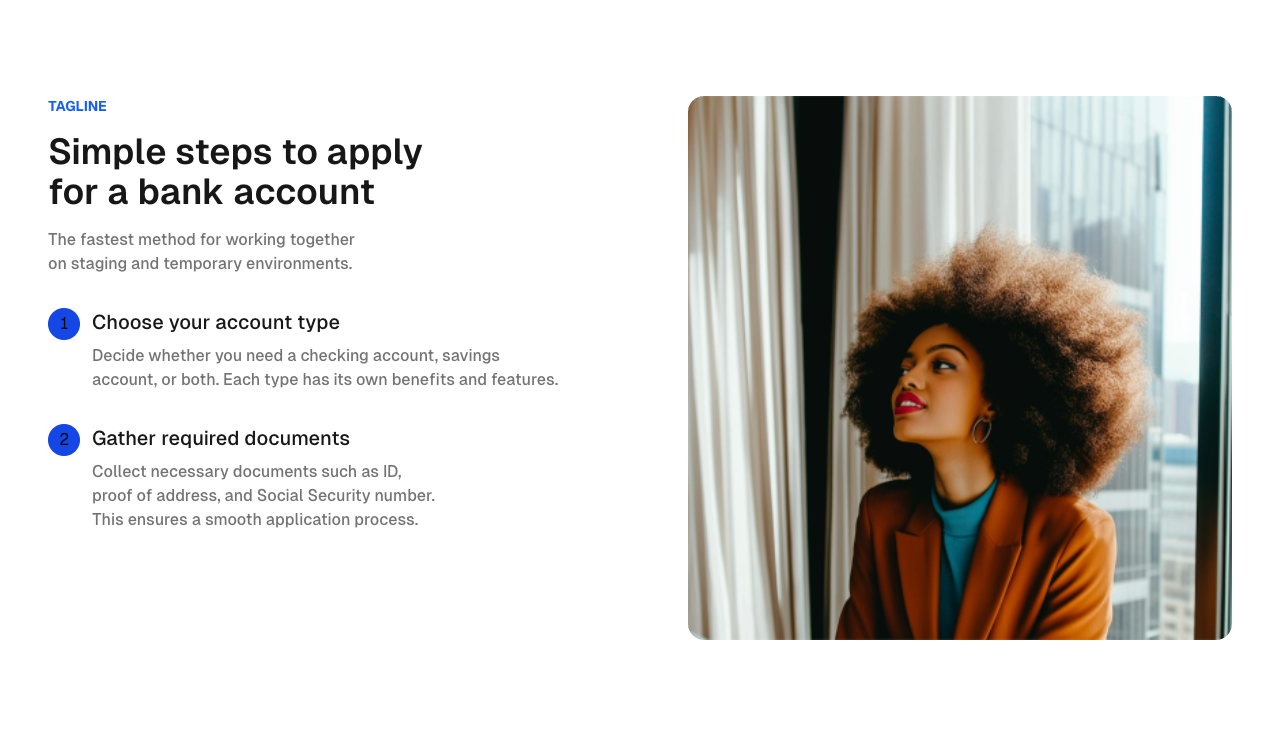 TAGLINE
Simple steps to apply
for a bank account
The fastest method for working together
on staging and temporary environments.
1
Choose your account type
Decide whether you need a checking account, savings
account, or both. Each type has its own benefits and features.
2
Gather required documents
Collect necessary documents such as ID,
proof of address, and Social Security number.
This ensures a smooth application process.